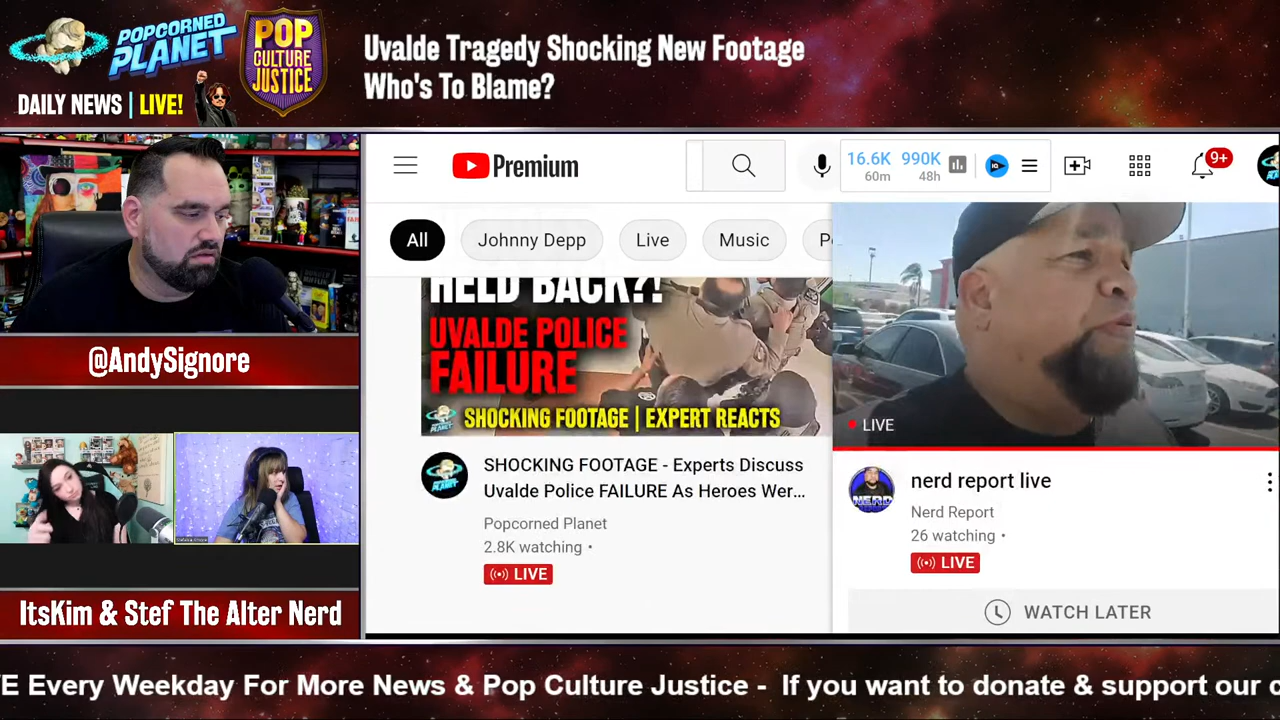 POPCORNED
PLANET
POP
CULTURE
JUSTICE
DAILY NEWS | LIVE!
Uvalde Tragedy Shocking New Footage
Who's To Blame?
@AndySignore
ItsKim & Stef The Alter Nerd
Premium
16.6K 990K
60m 48h
9+
All
Johnny Depp
Live
Music
HELD BACK?!
UVALDE POLICE
FAILURE
SHOCKING FOOTAGE | EXPERT REACTS
SHOCKING FOOTAGE - Experts Discuss
Uvalde Police FAILURE As Heroes Wer...
Popcorned Planet
2.8K watching •
LIVE
LIVE
NERD
nerd report live
Nerd Report
26 watching •
LIVE
WATCH LATER
E Every Weekday For More News & Pop Culture Justice - If you want to donate & support our c